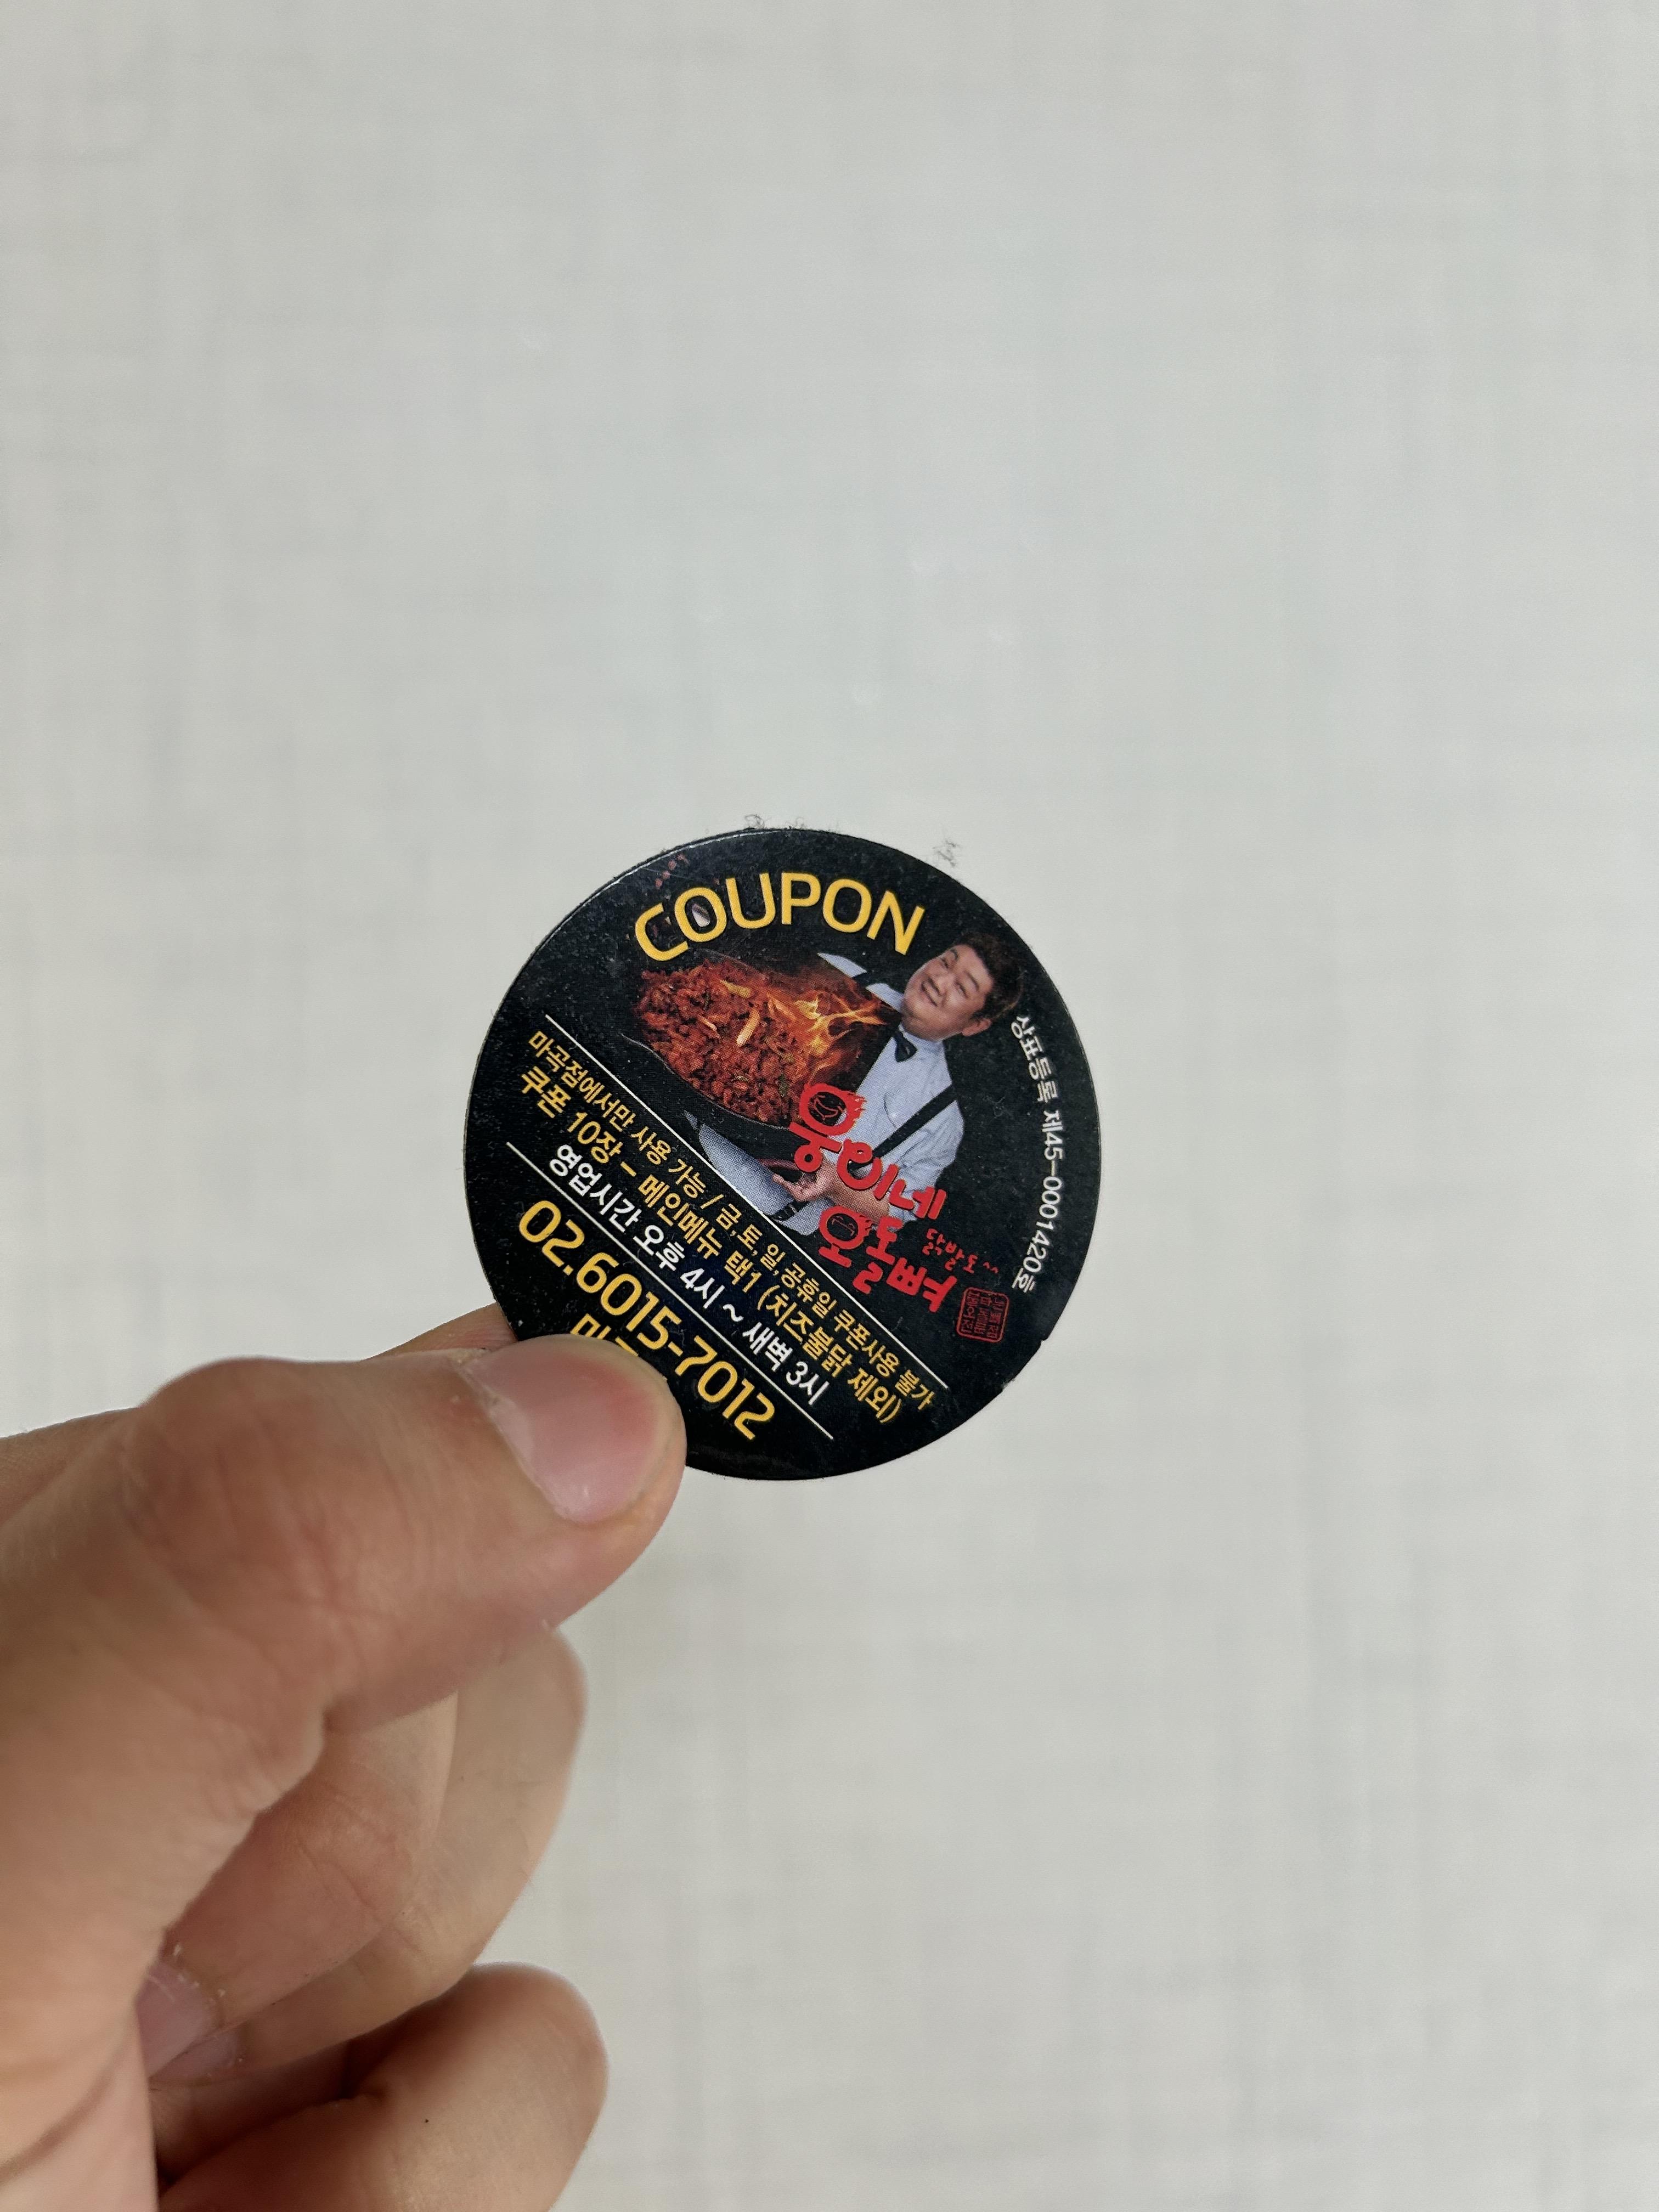 COUPON
상표등록 제45-0001420호
웅이네
오돌뼈
닭발
마곡점에서만 사용 가능 / 금,토,일,공휴일 쿠폰사용 불가
쿠폰 10장 - 메인메뉴 택1 (치즈불닭 제외)
영업시간 오후 4시 ~ 새벽 3시
02.6015-7012